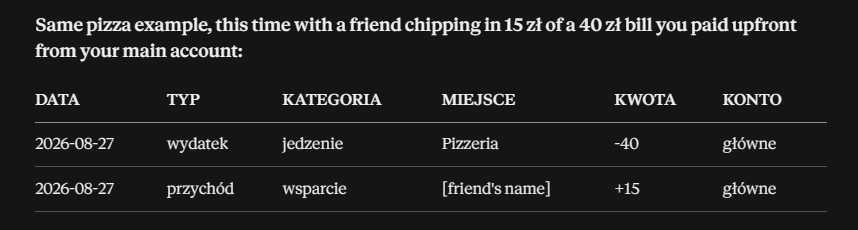 Same pizza example, this time with a friend chipping in 15 zł of a 40 zł bill you paid upfront
from your main account:
DATA TYP KATEGORIA MIEJSCE KWOTA KONTO
2026-08-27 wydatek jedzenie Pizzeria -40 główne
2026-08-27 przychód wsparcie [friend's name] +15 główne